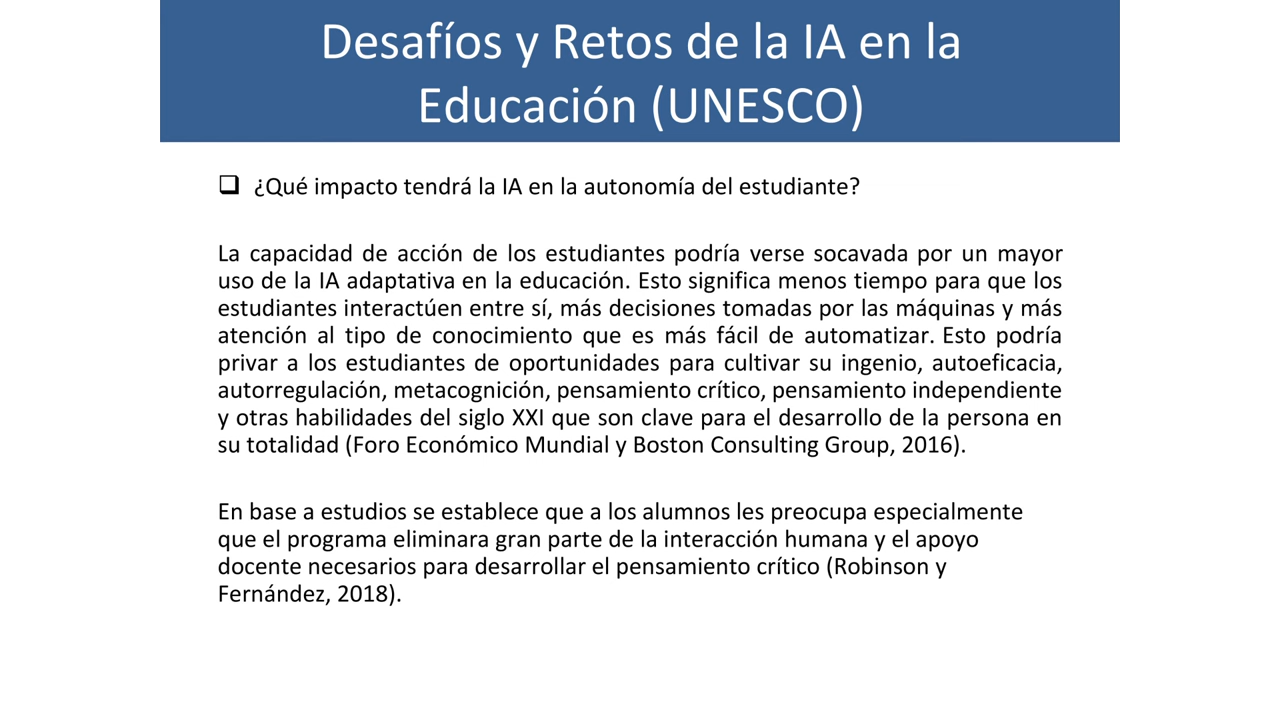 Desafíos y Retos de la IA en la
Educación (UNESCO)
¿Qué impacto tendrá la IA en la autonomía del estudiante?
La capacidad de acción de los estudiantes podría verse socavada por un mayor
uso de la IA adaptativa en la educación. Esto significa menos tiempo para que los
estudiantes interactúen entre sí, más decisiones tomadas por las máquinas y más
atención al tipo de conocimiento que es más fácil de automatizar. Esto podría
privar a los estudiantes de oportunidades para cultivar su ingenio, autoeficacia,
autorregulación, metacognición, pensamiento crítico, pensamiento independiente
y otras habilidades del siglo XXI que son clave para el desarrollo de la persona en
su totalidad (Foro Económico Mundial y Boston Consulting Group, 2016).
En base a estudios se establece que a los alumnos les preocupa especialmente
que el programa eliminara gran parte de la interacción humana y el apoyo
docente necesarios para desarrollar el pensamiento crítico (Robinson y
Fernández, 2018).